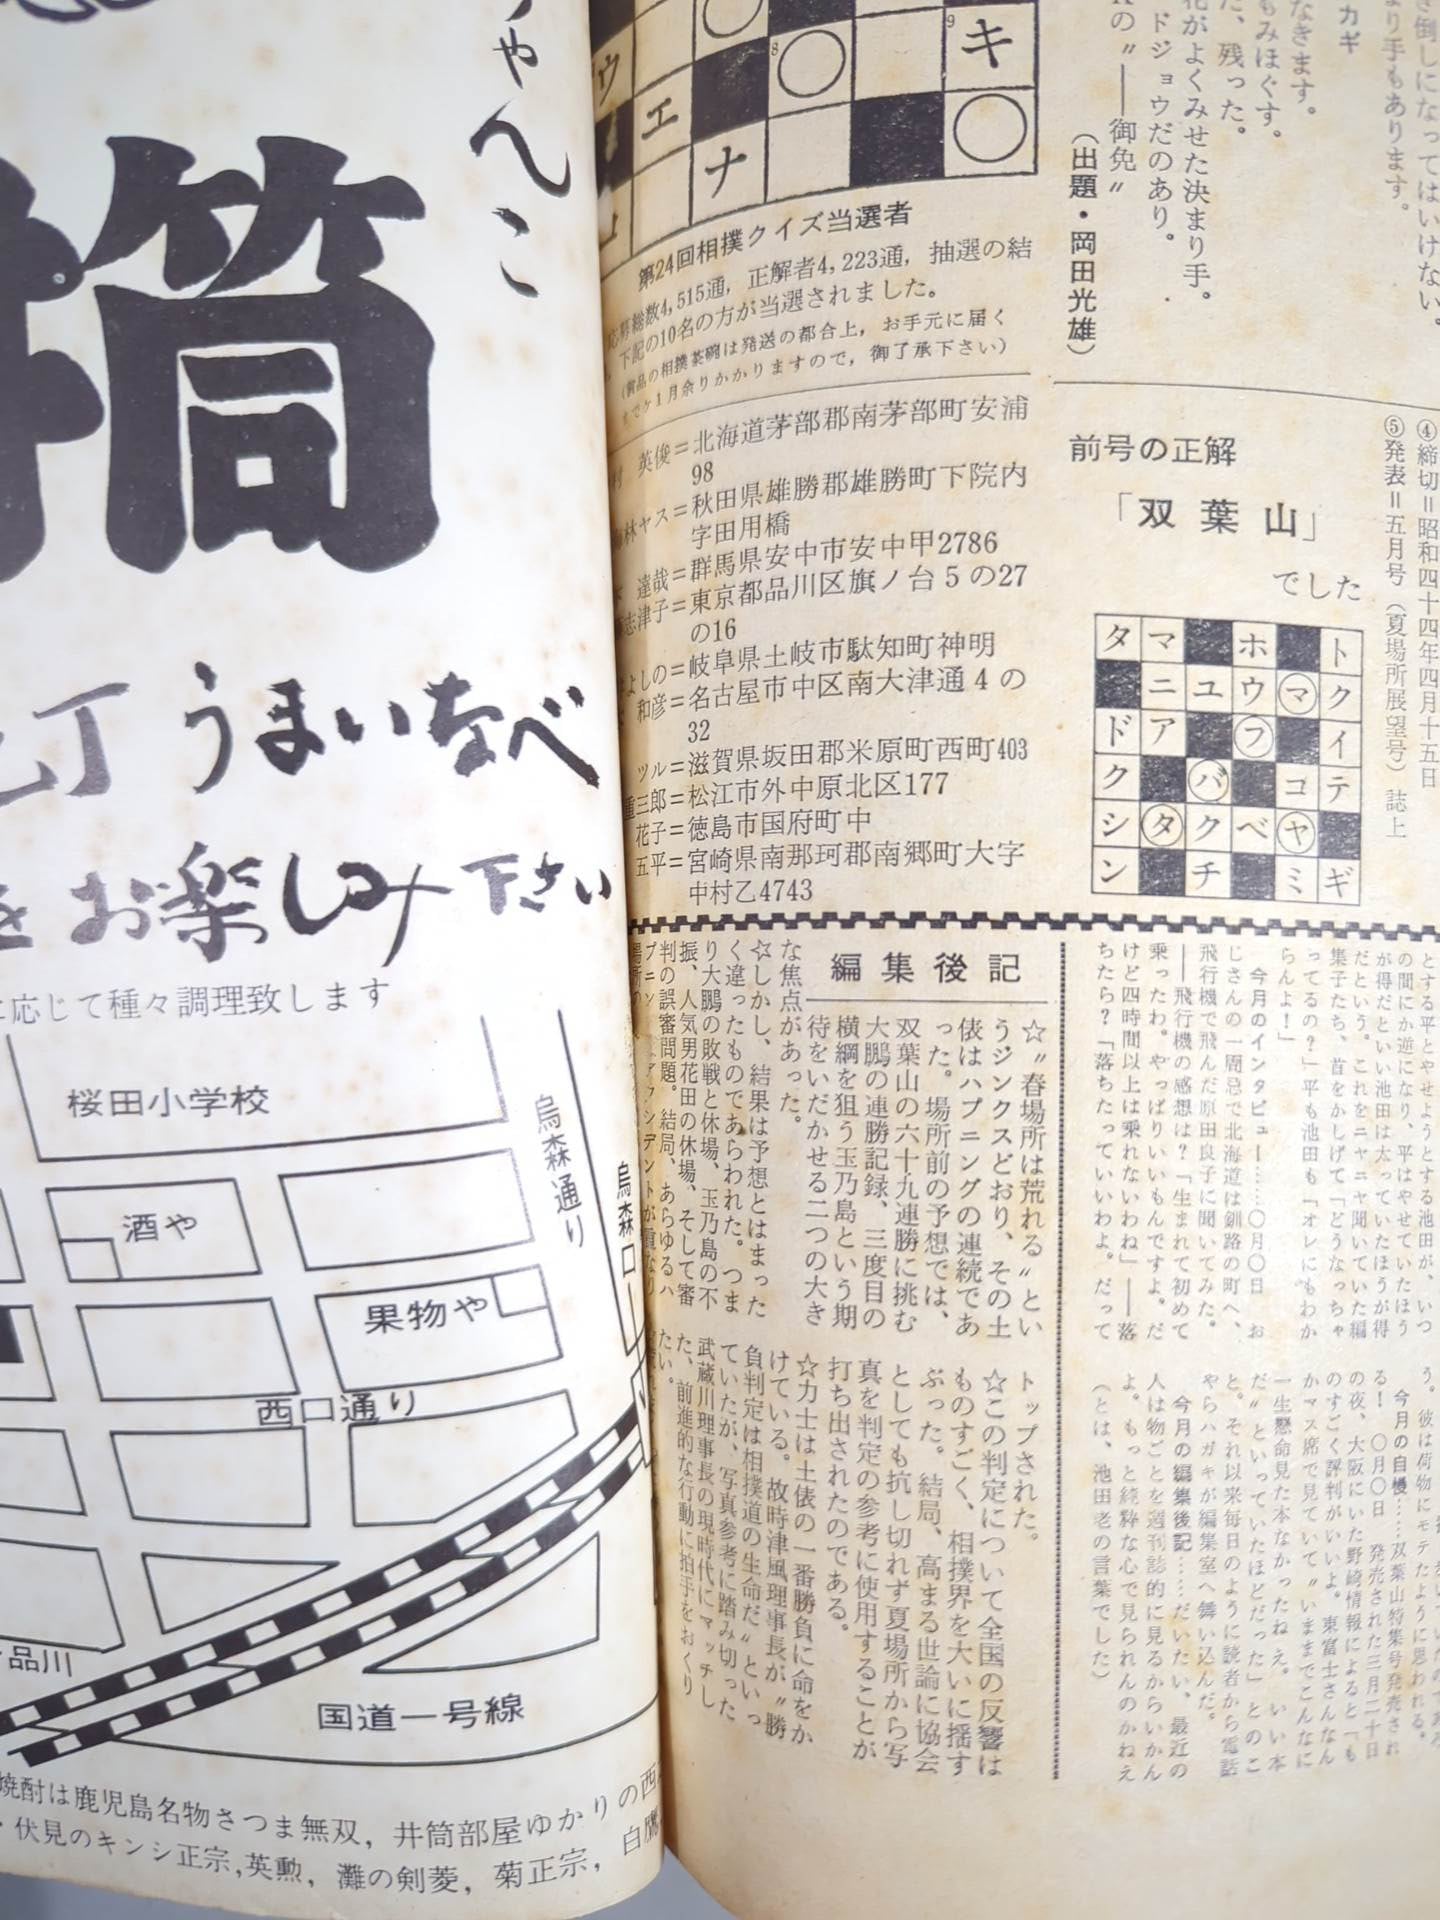 ちゃんこ
筒
うまいなべ
をお楽しみ下さい
応じて種々調理致します
桜田小学校
烏森通り
烏森口
酒や
果物や
西口通り
品川
国道一号線
焼酎は鹿児島名物さつま無双，井筒部屋ゆかりの西
・伏見のキンシ正宗,英勲，灘の剣菱，菊正宗，白鷹
き倒しになってはいけない。
り手もあります。
カギ
なきます。
もみほぐす。
た、残った。
花がよくみせた決まり手。
ドジョウだのあり。
の〝――御免〟
（出題・岡田光雄）
9
キ
8
ウ
エ
ナ
第24回相撲クイズ当選者
総数4,515通，正解者4,223通，抽選の結
下記の10名の方が当選されました。
（賞品の相撲茶碗は発送の都合上，お手元に届く
までケ1月余りかかりますので，御了承下さい）
村　英俊＝北海道茅部郡南茅部町安浦
98
林ヤス＝秋田県雄勝郡雄勝町下院内
字田用橋
達哉＝群馬県安中市安中甲2786
志津子＝東京都品川区旗ノ台5の27
の16
よしの＝岐阜県土岐市駄知町神明
和彦＝名古屋市中区南大津通4の
32
ツル＝滋賀県坂田郡米原町西町403
重三郎＝松江市外中原北区177
花子＝徳島市国府町中
五平＝宮崎県南那珂郡南郷町大字
中村乙4743
④締切＝昭和四十四年四月十五日
⑤発表＝五月号（夏場所展望号）誌上
前号の正解
「双葉山」
でした
タマ ホ ト
ニユウマク
ドア フ イ
ク バ コテ
シタクベヤ
ン チ ミギ
とする平とやせようとする池田が、いつ
の間にか逆になり、平はやせていたほう
が得だといい池田は太っていたほうが得
だという。これをニヤニヤ聞いていた編
集子たち、首をかしげて「どうなっちゃ
ってるの？」平も池田も「オレにもわか
らんよ！」
今月のインタビュー……〇月〇日　お
じさんの一周忌で北海道は釧路の町へ、
飛行機で飛んだ原田良子に聞いてみた。
――飛行機の感想は？「生まれて初めて
乗ったわ。やっぱりいいもんですよ。だ
けど四時間以上は乗れないわね」――落
ちたら？「落ちたっていいわよ。だって
う。彼は荷物にモテたように思われる。
今月の自慢……双葉山特集号発売され
る！　〇月〇日　発売された三月二十日
の夜、大阪にいた野崎情報によると「も
のすごく評判がいいよ。東富士さんなん
かマス席で見ていて〝いままでこんなに
一生懸命見た本なかったねえ。いい本
だ〟といっていたほどだった」とのこ
と。それ以来毎日のように読者から電話
やらハガキが編集室へ舞い込んだ。
今月の編集後記……だいたい、最近の
人は物ごとを週刊誌的に見るからいかん
よ。もっと純粋な心で見られんのかねえ
（とは、池田老の言葉でした）
編集後記
☆〝春場所は荒れる〟とい
うジンクスどおり、その土
俵はハプニングの連続であ
った。場所前の予想では、
双葉山の六十九連勝に挑む
大鵬の連勝記録、三度目の
横綱を狙う玉乃島という期
待をいだかせる二つの大き
な焦点があった。
☆しかし、結果は予想とはまった
く違ったものであらわれた。つま
り大鵬の敗戦と休場、玉乃島の不
振、人気男花田の休場、そして審
判の誤審問題。結局、あらゆるハ
トップされた。
☆この判定について全国の反響は
ものすごく、相撲界を大いに揺す
ぶった。結局、高まる世論に協会
としても抗し切れず夏場所から写
真を判定の参考に使用することが
打ち出されたのである。
☆力士は土俵の一番勝負に命をか
けている。故時津風理事長が〝勝
負判定は相撲道の生命だ〟といっ
ていたが、写真参考に踏み切った
武蔵川理事長の現時代にマッチし
た、前進的な行動に拍手をおくり
たい。